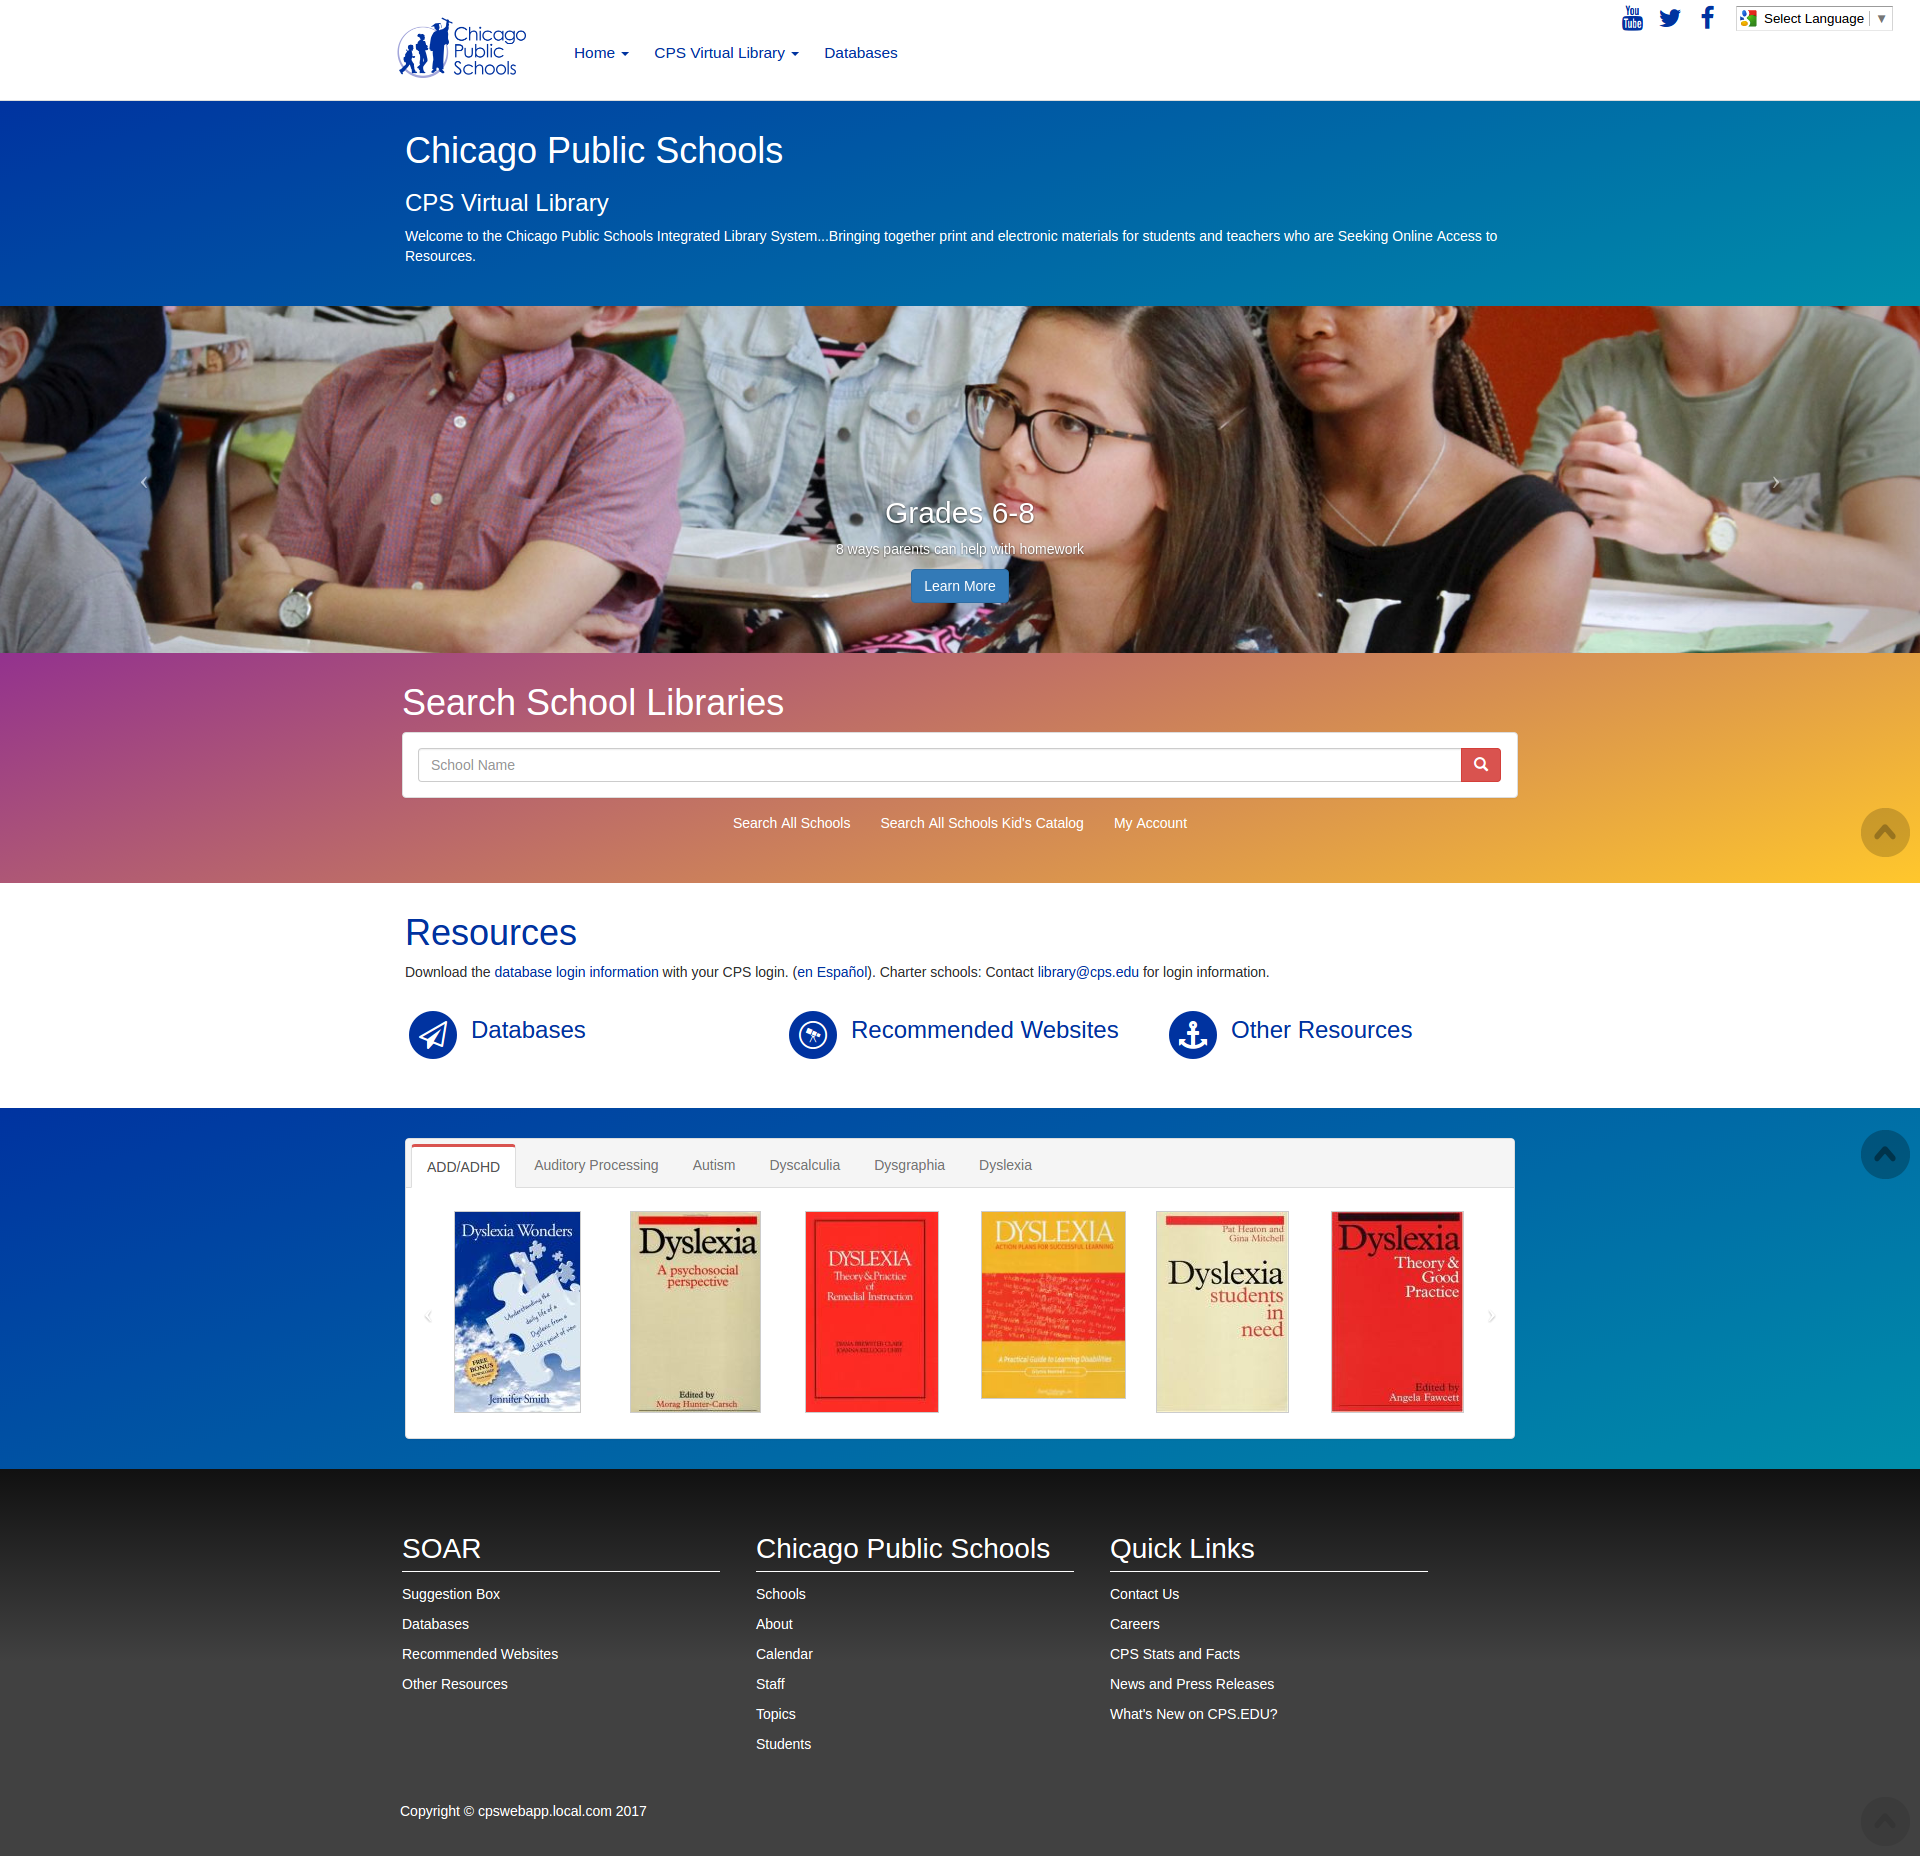 Chicago
Public
Schools
Home
CPS Virtual Library
Databases
You
Tube
Select Language
Chicago Public Schools
CPS Virtual Library
Welcome to the Chicago Public Schools Integrated Library System...Bringing together print and electronic materials for students and teachers who are Seeking Online Access to
Resources.
Grades 6-8
8 ways parents can help with homework
Learn More
Search School Libraries
School Name
Search All Schools
Search All Schools Kid's Catalog
My Account
Resources
Download the database login information with your CPS login. (en Español). Charter schools: Contact library@cps.edu for login information.
Databases
Recommended Websites
Other Resources
ADD/ADHD
Auditory Processing
Autism
Dyscalculia
Dysgraphia
Dyslexia
Dyslexia Wonders
Understanding the
daily life of a
Dyslexic from a
child's point of view
FREE
BONUS
Jennifer Smith
Dyslexia
A psychosocial
perspective
Edited by
Morag Hunter-Carsch
DYSLEXIA
Theory & Practice
of
Remedial Instruction
DIANA BREWSTER CLARK
JOANNA KELLOGG UHRY
DYSLEXIA
ACTION PLANS FOR SUCCESSFUL LEARNING
A Practical Guide to Learning Disabilities
Pat Heaton and
Gina Mitchell
Dyslexia
students
in
need
Dyslexia
Theory &
Good
Practice
Edited by
Angela Fawcett
SOAR
Suggestion Box
Databases
Recommended Websites
Other Resources
Chicago Public Schools
Schools
About
Calendar
Staff
Topics
Students
Quick Links
Contact Us
Careers
CPS Stats and Facts
News and Press Releases
What's New on CPS.EDU?
Copyright © cpswebapp.local.com 2017